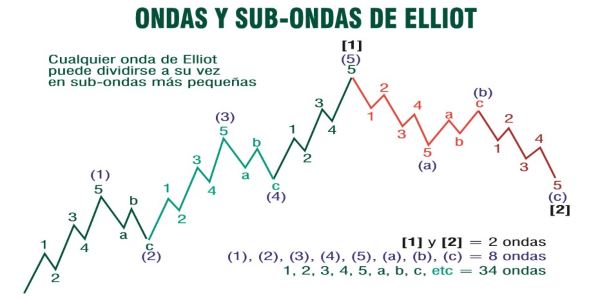 ONDAS Y SUB-ONDAS DE ELLIOT
Cualquier onda de Elliot
puede dividirse a su vez
en sub-ondas más pequeñas
[1]
(5)
5
1
2
3
4
5
(1)
a
b
c
(2)
1
2
3
4
5
(3)
a
b
c
(4)
1
2
3
4
1
2
3
4
5
(a)
a
b
c
(b)
1
2
3
4
5
(c)
[2]
[1] y [2] = 2 ondas
(1), (2), (3), (4), (5), (a), (b), (c) = 8 ondas
1, 2, 3, 4, 5, a, b, c, etc = 34 ondas